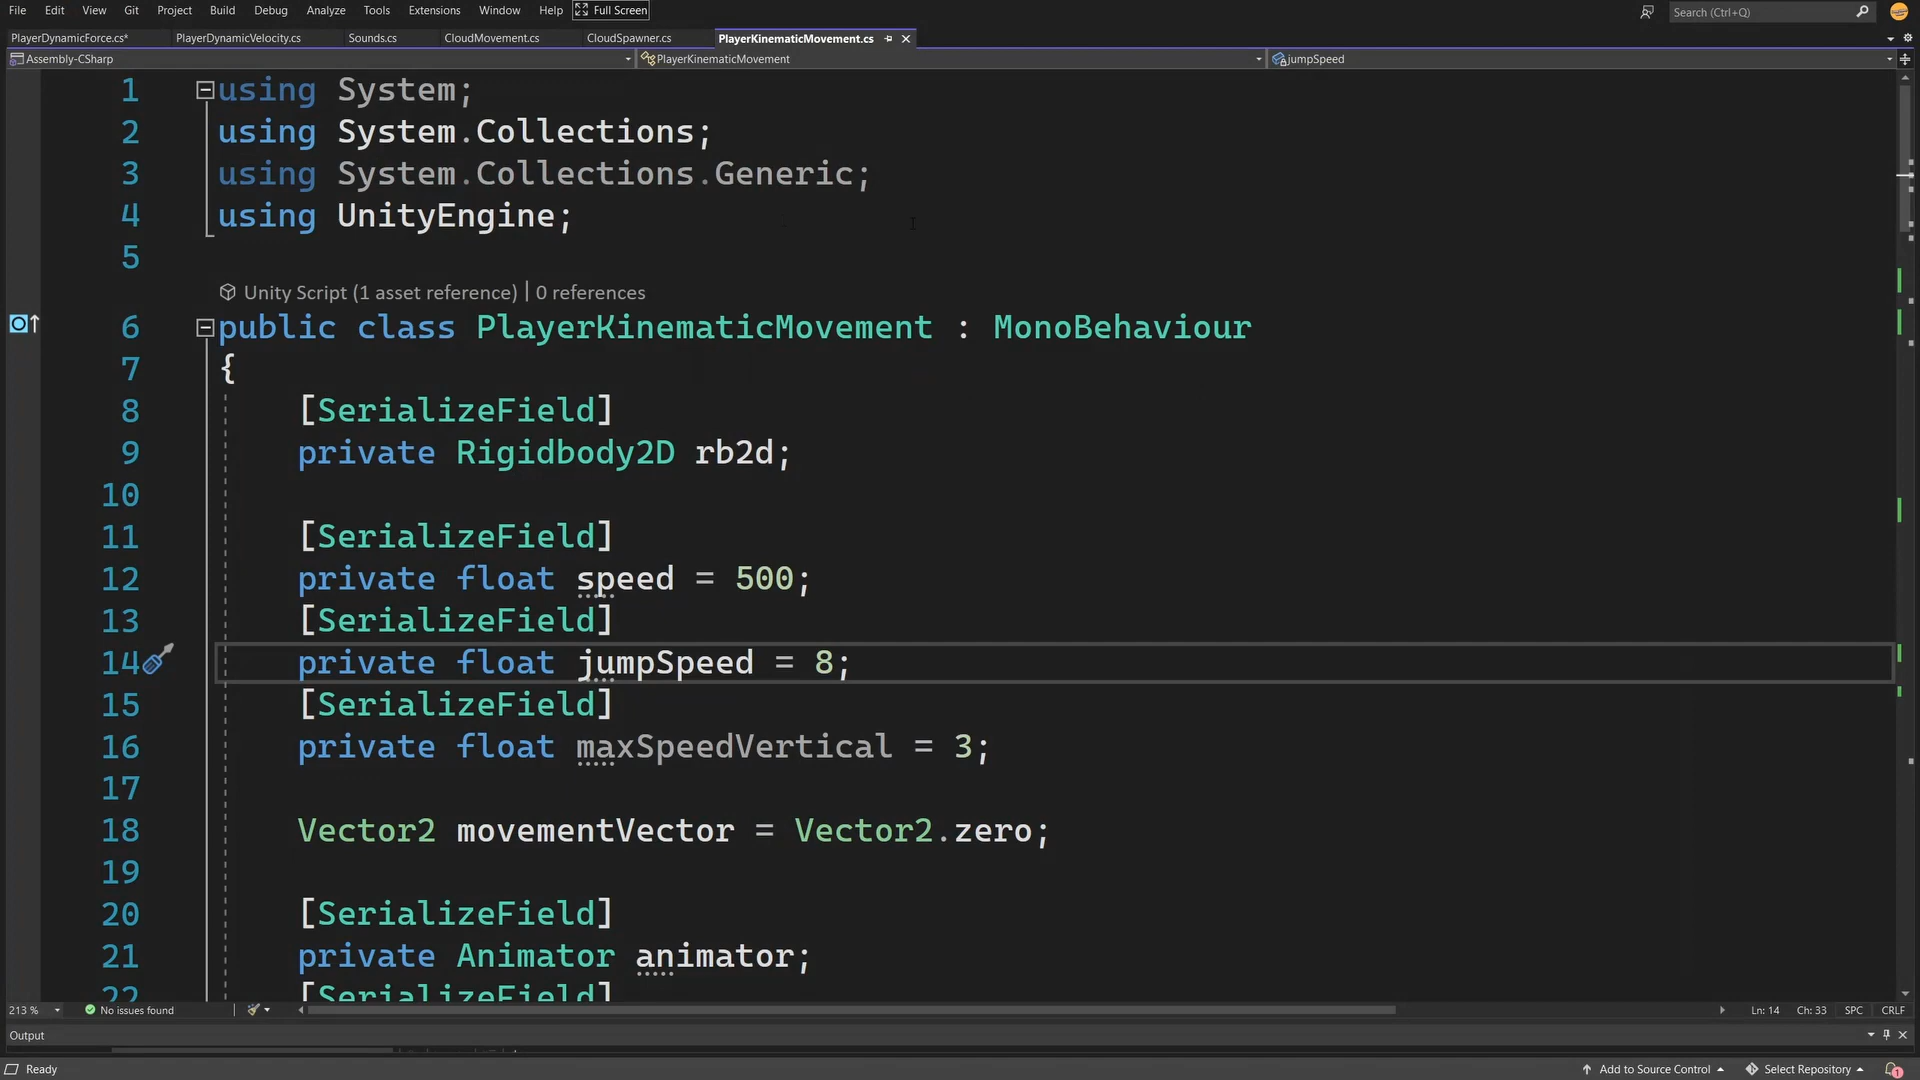 File Edit View Git Project Build Debug Analyze Tools Extensions Window Help Full Screen Search (Ctrl+Q)
PlayerDynamicForce.cs* PlayerDynamicVelocity.cs Sounds.cs CloudMovement.cs CloudSpawner.cs PlayerKinematicMovement.cs
Assembly-CSharp PlayerKinematicMovement jumpSpeed
1 using System;
2 using System.Collections;
3 using System.Collections.Generic;
4 using UnityEngine;
5
Unity Script (1 asset reference) | 0 references
6 public class PlayerKinematicMovement : MonoBehaviour
7 {
8 [SerializeField]
9 private Rigidbody2D rb2d;
10
11 [SerializeField]
12 private float speed = 500;
13 [SerializeField]
14 private float jumpSpeed = 8;
15 [SerializeField]
16 private float maxSpeedVertical = 3;
17
18 Vector2 movementVector = Vector2.zero;
19
20 [SerializeField]
21 private Animator animator;
22 [SerializeField]
213 % No issues found Ln: 14 Ch: 33 SPC CRLF
Output
Ready Add to Source Control Select Repository 1